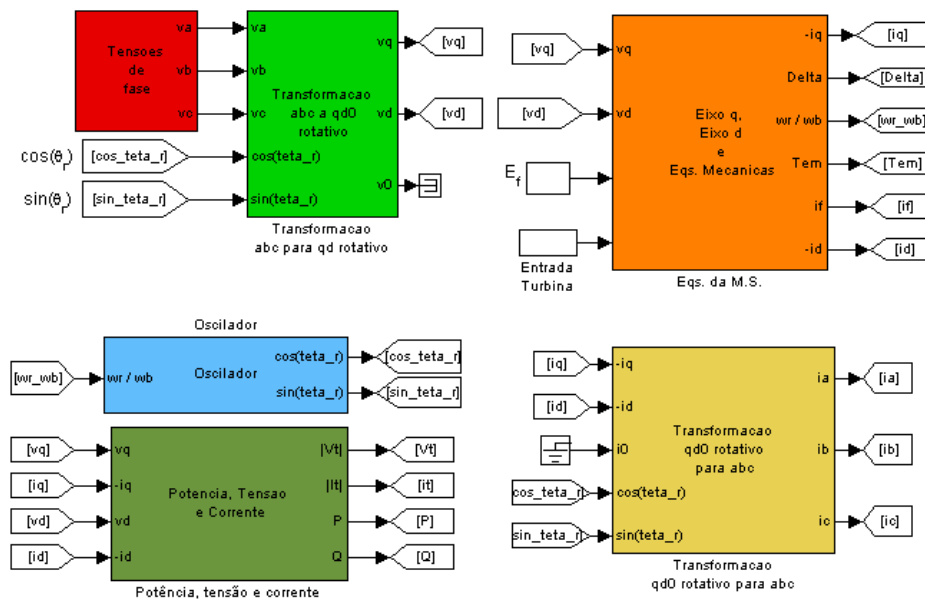 Tensoes
de
fase
va
vb
vc
va
vb
vc
cos(teta_r)
sin(teta_r)
Transformacao
abc a qd0
rotativo
vq
vd
v0
[vq]
[vd]
cos(θr)
[cos_teta_r]
sin(θr)
[sin_teta_r]
Transformacao
abc para qd rotativo
[vq]
[vd]
Ef
Entrada
Turbina
vq
vd
Eixo q,
Eixo d
e
Eqs. Mecanicas
-iq
Delta
wr / wb
Tem
if
-id
[iq]
[Delta]
[wr_wb]
[Tem]
[if]
[id]
Eqs. da M.S.
Oscilador
[wr_wb]
wr / wb
Oscilador
cos(teta_r)
sin(teta_r)
[cos_teta_r]
[sin_teta_r]
[vq]
[iq]
[vd]
[id]
vq
-iq
vd
-id
Potencia, Tensao
e Corrente
|Vt|
|It|
P
Q
[Vt]
[it]
[P]
[Q]
Potência, tensão e corrente
[iq]
[id]
[cos_teta_r]
[sin_teta_r]
-iq
-id
i0
cos(teta_r)
sin(teta_r)
Transformacao
qd0 rotativo
para abc
ia
ib
ic
[ia]
[ib]
[ic]
Transformacao
qd0 rotativo para abc